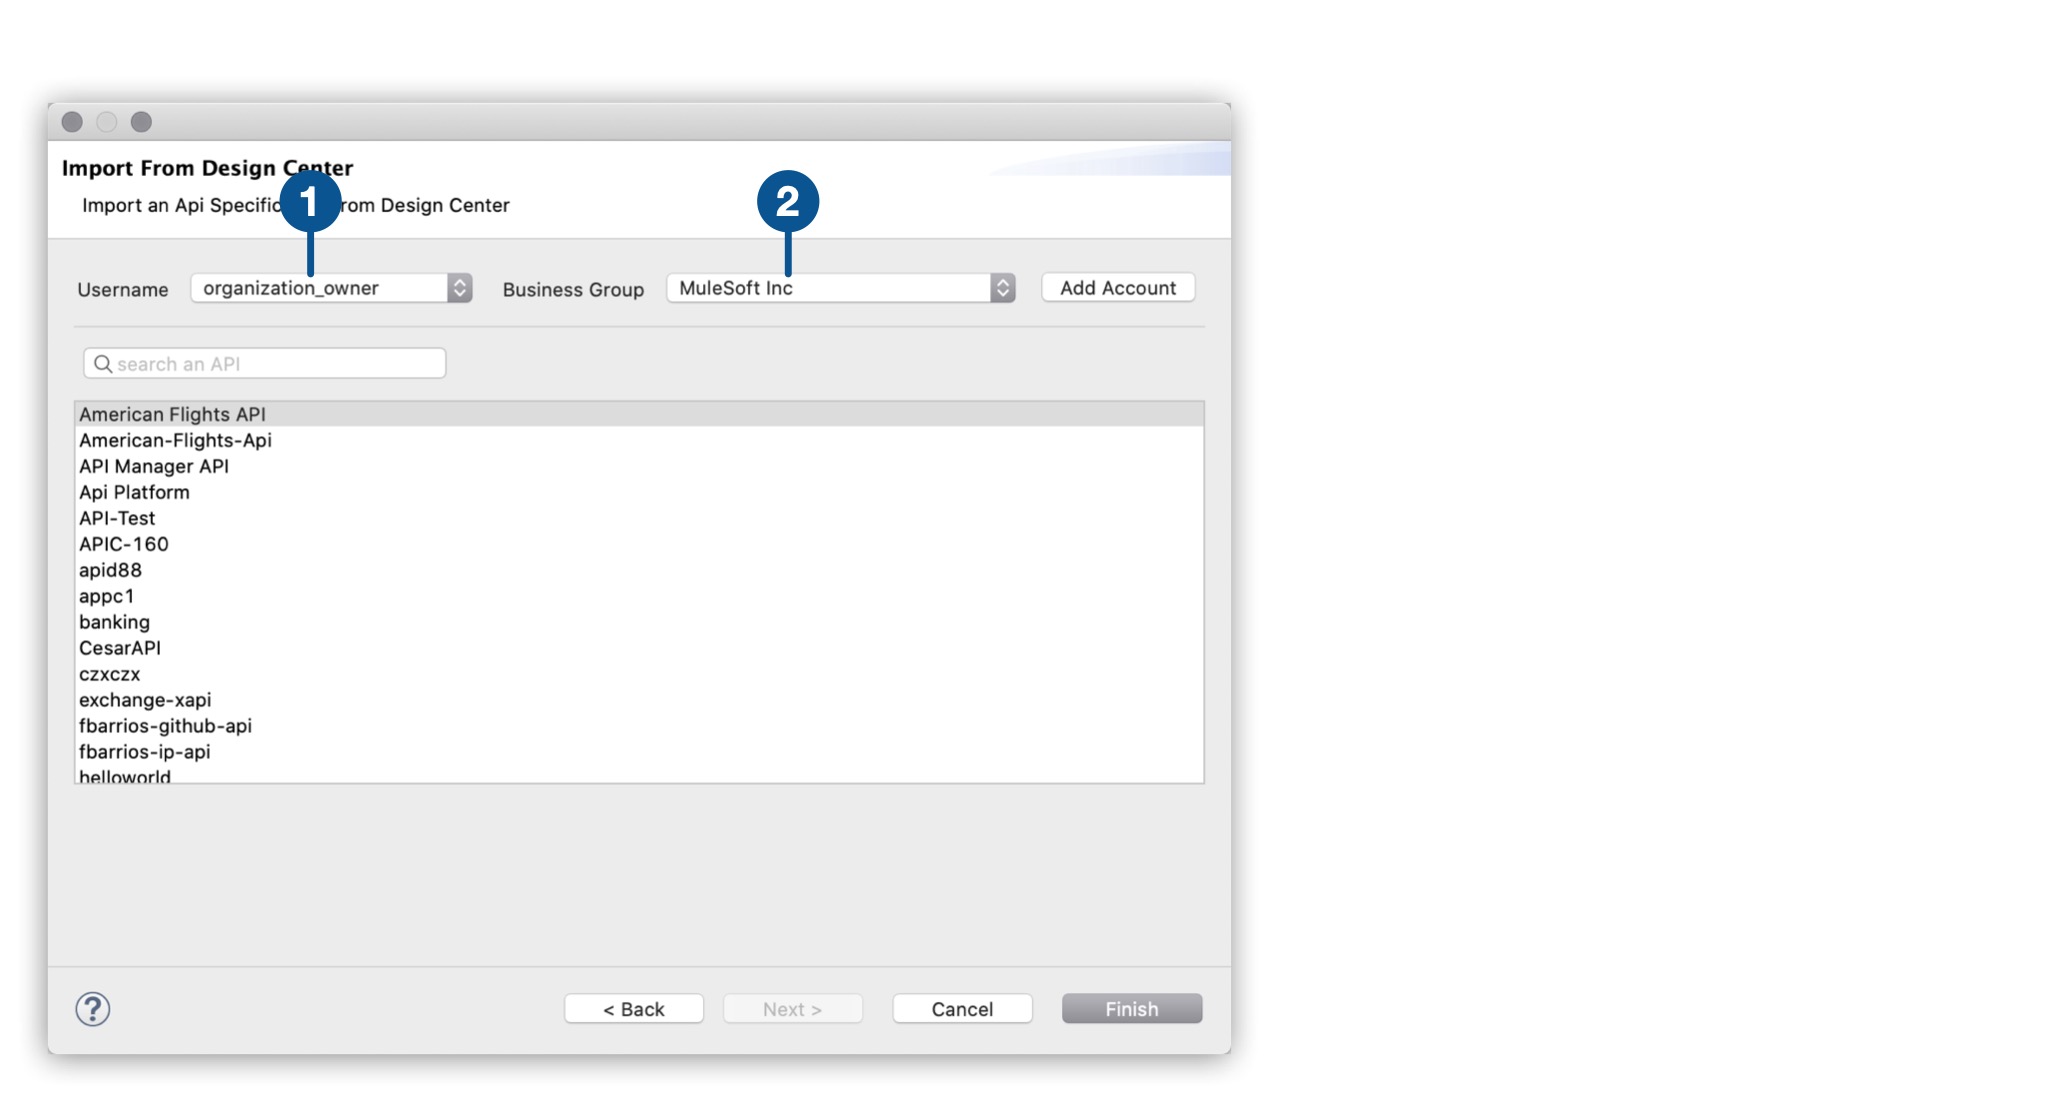 Import From Design Center
Import an Api Specific rom Design Center
1
2
Username organization_owner Business Group MuleSoft Inc Add Account
search an API
American Flights API
American-Flights-Api
API Manager API
Api Platform
API-Test
APIC-160
apid88
appc1
banking
CesarAPI
czxczx
exchange-xapi
fbarrios-github-api
fbarrios-ip-api
helloworld
? < Back Next > Cancel Finish